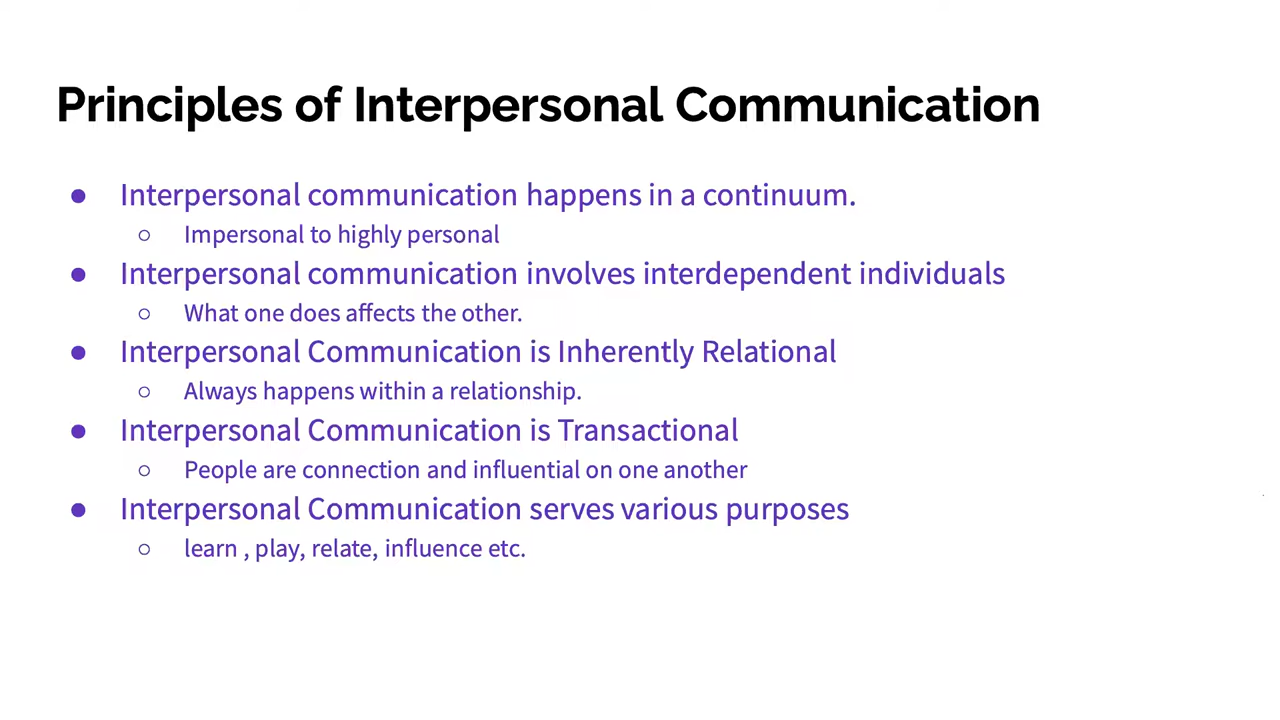 Principles of Interpersonal Communication
● Interpersonal communication happens in a continuum.
○ Impersonal to highly personal
● Interpersonal communication involves interdependent individuals
○ What one does affects the other.
● Interpersonal Communication is Inherently Relational
○ Always happens within a relationship.
● Interpersonal Communication is Transactional
○ People are connection and influential on one another
● Interpersonal Communication serves various purposes
○ learn , play, relate, influence etc.